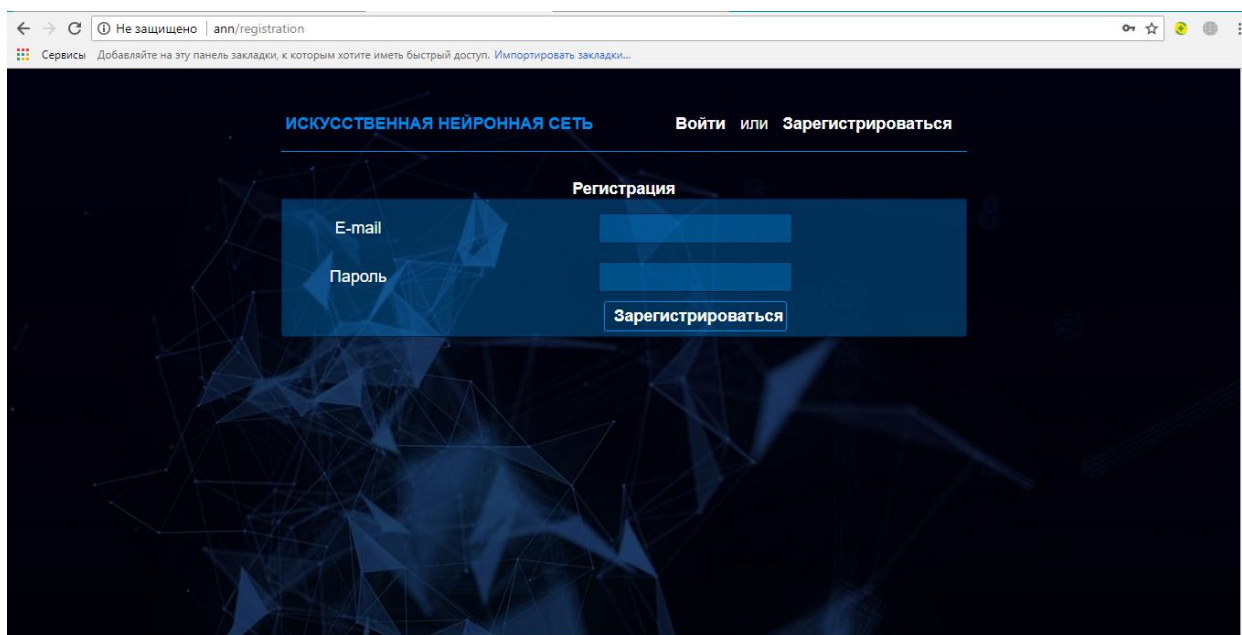 Не защищено | ann/registration
Сервисы Добавляйте на эту панель закладки, к которым хотите иметь быстрый доступ. Импортировать закладки...
ИСКУССТВЕННАЯ НЕЙРОННАЯ СЕТЬ Войти или Зарегистрироваться
Регистрация
E-mail
Пароль
Зарегистрироваться